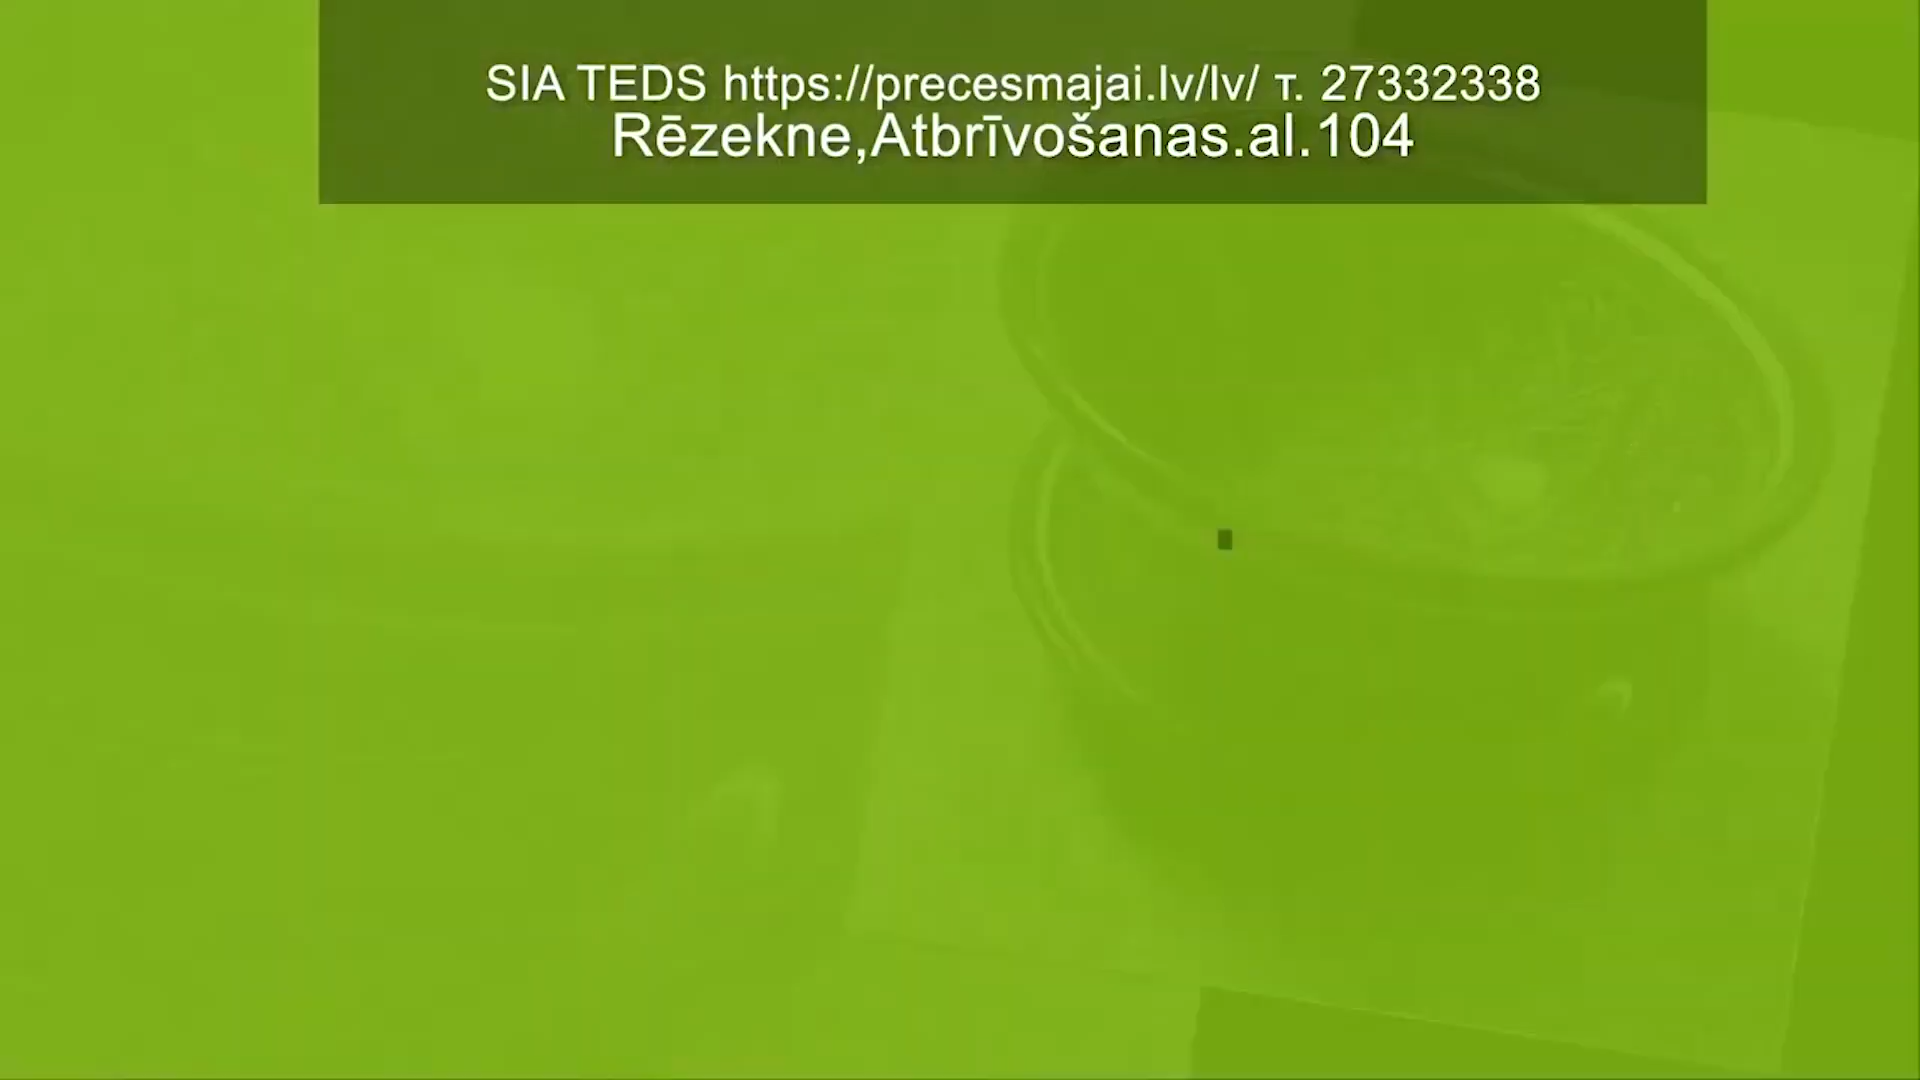 SIA TEDS https://precesmajai.lv/lv/ т. 27332338
Rēzekne,Atbrīvošanas.al.104